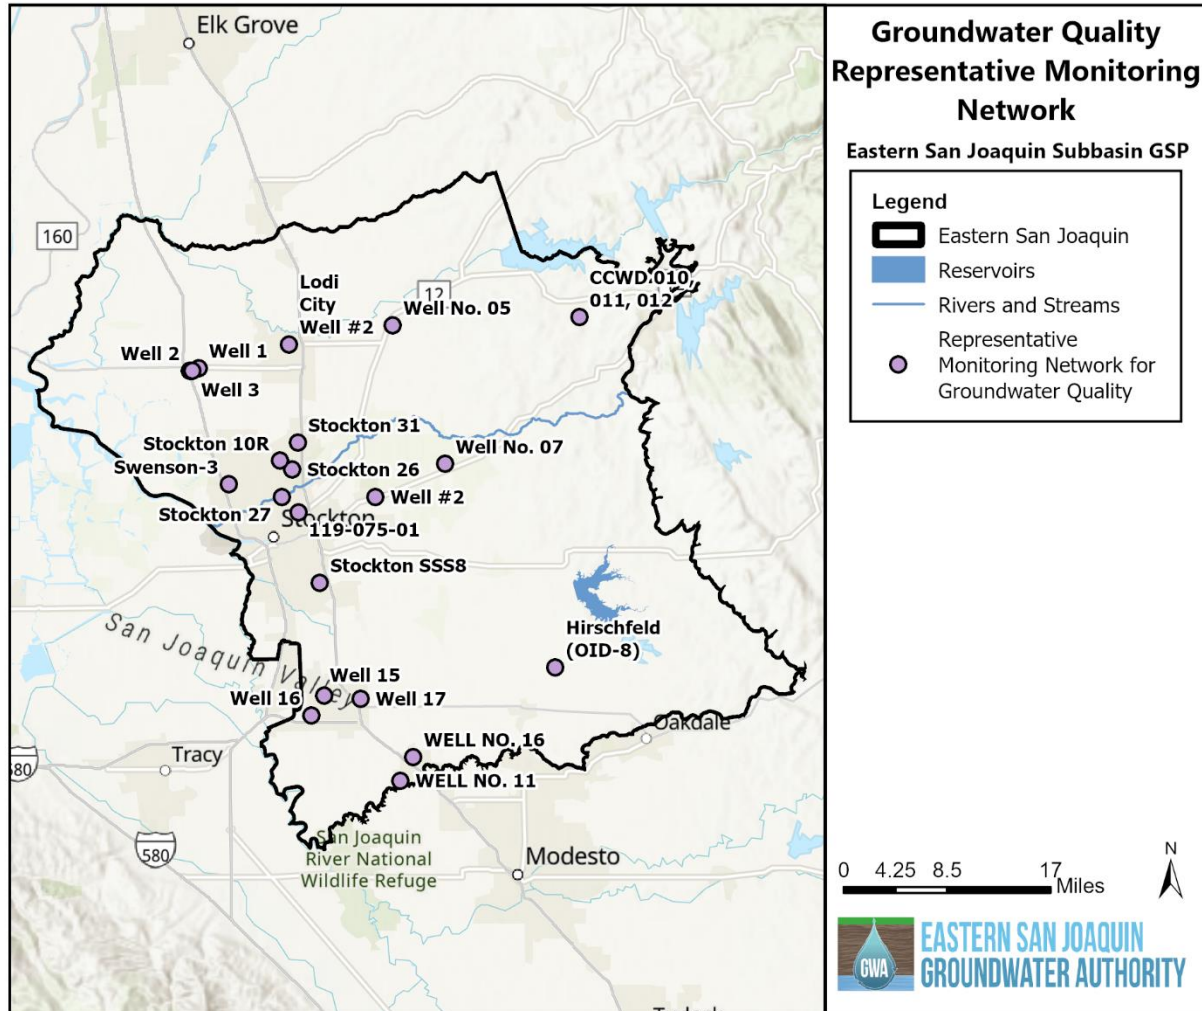 Elk Grove
160
12
Lodi
City
Well #2
Well No. 05
CCWD.010,
011, 012
Well 2
Well 1
Well 3
Stockton 31
Stockton 10R
Swenson-3
Stockton 26
Well No. 07
Well #2
Stockton 27
Stockton
119-075-01
Stockton SSS8
Hirschfeld
(OID-8)
San Joaquin Valley
Well 15
Well 16
Well 17
Oakdale
Tracy
WELL NO. 16
WELL NO. 11
580
580
San Joaquin
River National
Wildlife Refuge
Modesto
Groundwater Quality
Representative Monitoring
Network
Eastern San Joaquin Subbasin GSP
Legend
Eastern San Joaquin
Reservoirs
Rivers and Streams
Representative
Monitoring Network for
Groundwater Quality
N
0 4.25 8.5 17
Miles
GWA
EASTERN SAN JOAQUIN
GROUNDWATER AUTHORITY